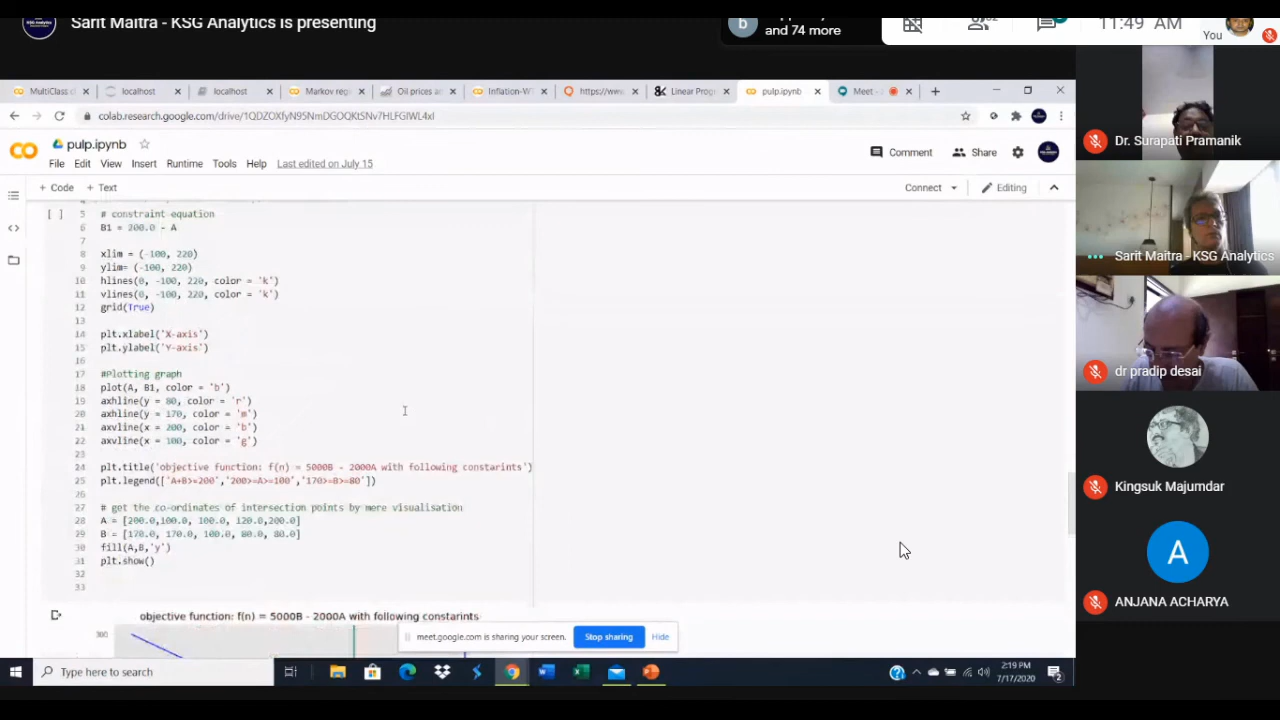 Sarit Maitra - KSG Analytics is presenting
b
and 74 more
11:49 AM
You
MultiClass cl
localhost
localhost
Markov reg
Oil prices an
Inflation-WT
https://www
Linear Prog
pulp.ipynb
Meet –
colab.research.google.com/drive/1QDZOXfyN9SNmDGOQKtSNv7HLFGIWL4xl
pulp.ipynb
File Edit View Insert Runtime Tools Help Last edited on July 15
Comment
Share
+ Code + Text
Connect
Editing
[ ]
5 # constraint equation
6 B1 = 200.0 - A
7
8 xlim = (-100, 220)
9 ylim= (-100, 220)
10 hlines(0, -100, 220, color = 'k')
11 vlines(0, -100, 220, color = 'k')
12 grid(True)
13
14 plt.xlabel('X-axis')
15 plt.ylabel('Y-axis')
16
17 #Plotting graph
18 plot(A, B1, color = 'b')
19 axhline(y = 80, color = 'r')
20 axhline(y = 170, color = 'm')
21 axvline(x = 200, color = 'b')
22 axvline(x = 100, color = 'g')
24 plt.title('objective function: f(n) = 5000B - 2000A with following constarints')
25 plt.legend(['A+B>=200','200>=A>=100','170>=B>=80'])
26
27 # get the co-ordinates of intersection points by mere visualisation
28 A = [200.0,100.0, 100.0, 120.0,200.0]
29 B = [170.0, 170.0, 100.0, 80.0, 80.0]
30 fill(A,B,'y')
31 plt.show()
32
33
objective function: f(n) = 5000B - 2000A with following constarints
300
meet.google.com is sharing your screen.
Stop sharing
Hide
Type here to search
2:19 PM
7/17/2020
2
Dr. Surapati Pramanik
Sarit Maitra - KSG Analytics
dr pradip desai
Kingsuk Majumdar
A
ANJANA ACHARYA